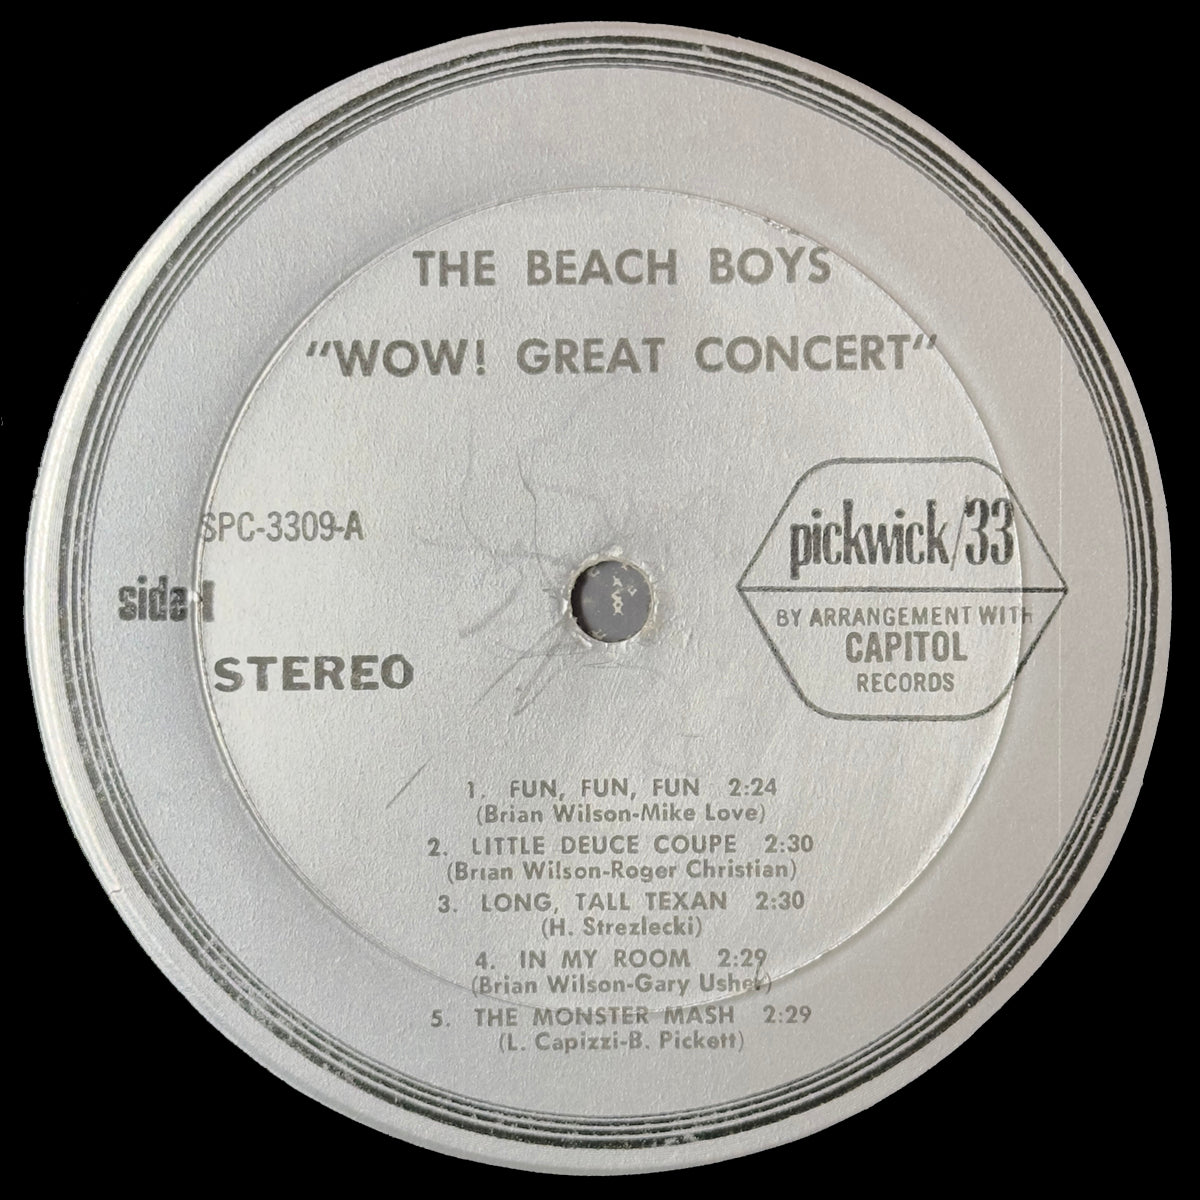 THE BEACH BOYS
"WOW! GREAT CONCERT"
SPC-3309-A
side 1
STEREO
pickwick/33
BY ARRANGEMENT WITH
CAPITOL
RECORDS
1. FUN, FUN, FUN 2:24
(Brian Wilson-Mike Love)
2. LITTLE DEUCE COUPE 2:30
(Brian Wilson-Roger Christian)
3. LONG, TALL TEXAN 2:30
(H. Strezlecki)
4. IN MY ROOM 2:29
(Brian Wilson-Gary Usher)
5. THE MONSTER MASH 2:29
(L. Capizzi-B. Pickett)